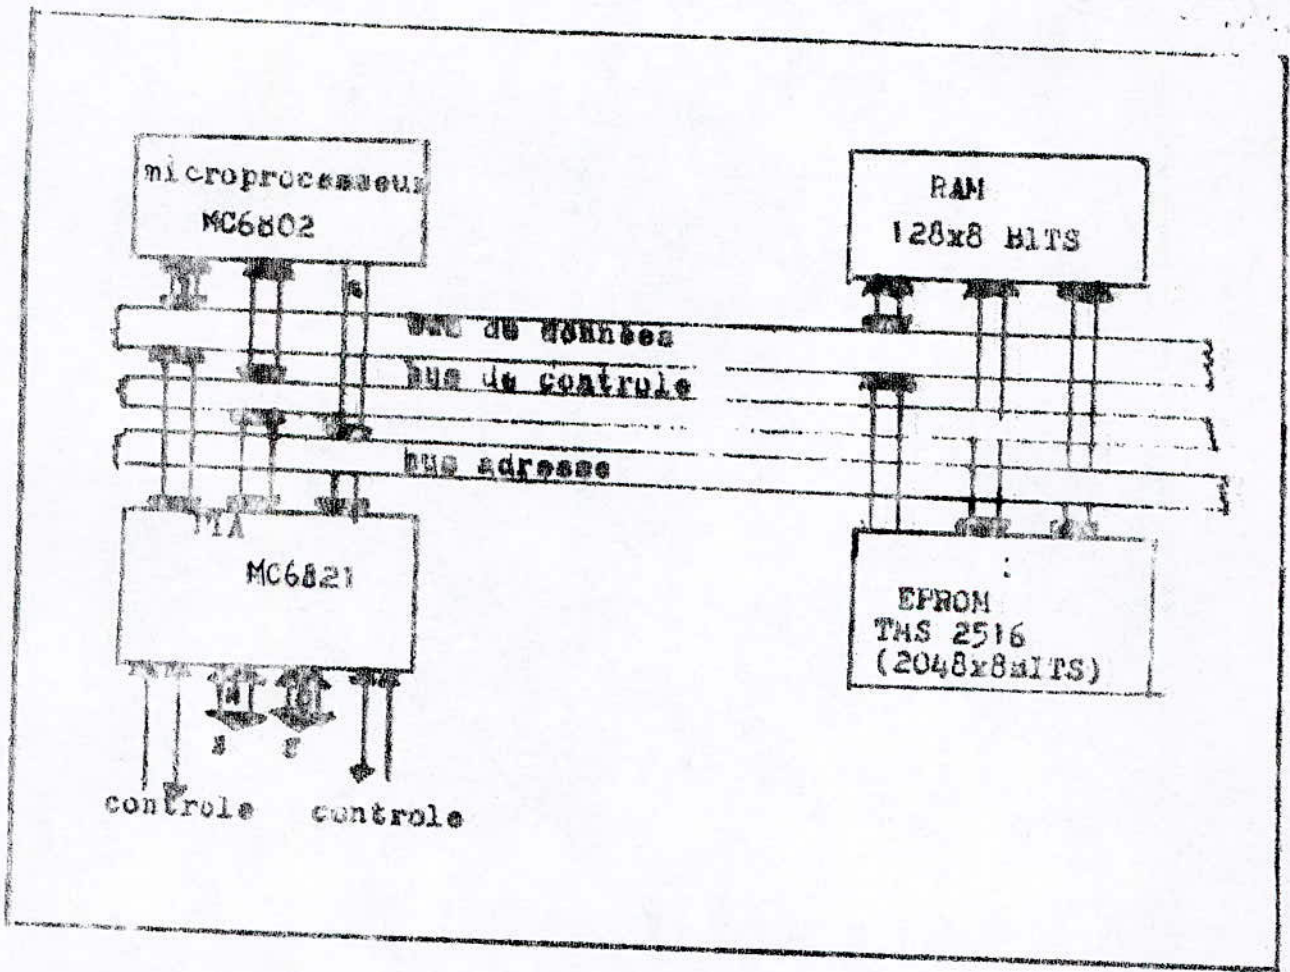 microprocesseur
MC6802
RAM
128x8 BITS
bus de données
bus de controle
bus adresse
MC6821
EPROM
TMS 2516
(2048x8BITS)
controle
controle